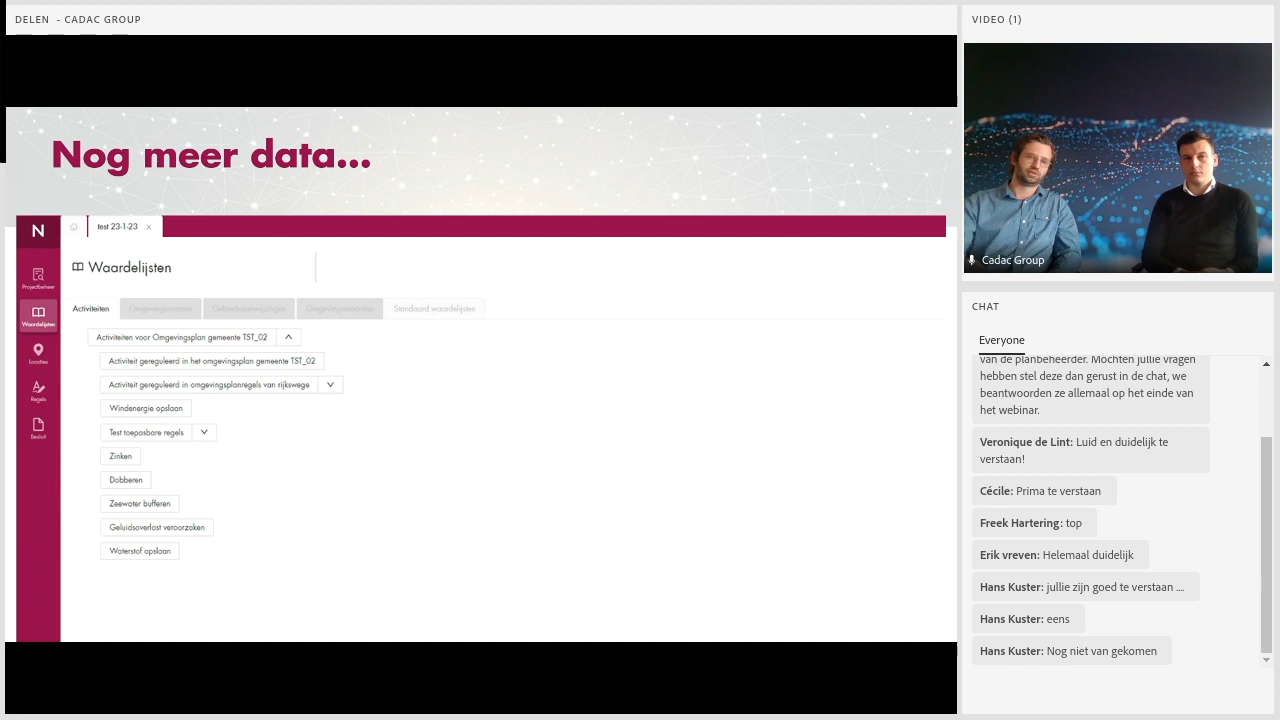 DELEN - CADAC GROUP
Nog meer data...
N
test 23-1-23
Projectbeheer
Waardelijsten
Locaties
Regels
Besluit
Waardelijsten
Activiteiten
Omgevingsnormen
Gebiedsaanwijzingen
Omgevingswaarden
Standaard waardelijsten
Activiteiten voor Omgevingsplan gemeente TST_02
Activiteit gereguleerd in het omgevingsplan gemeente TST_02
Activiteit gereguleerd in omgevingsplanregels van rijkswege
Windenergie opslaan
Test toepasbare regels
Zinken
Dobberen
Zeewater bufferen
Geluidsoverlast veroorzaken
Waterstof opslaan
VIDEO (1)
Cadac Group
CHAT
Everyone
van de planbeheerder. Mochten jullie vragen
hebben stel deze dan gerust in de chat, we
beantwoorden ze allemaal op het einde van
het webinar.
Veronique de Lint: Luid en duidelijk te
verstaan!
Cécile: Prima te verstaan
Freek Hartering: top
Erik vreven: Helemaal duidelijk
Hans Kuster: jullie zijn goed te verstaan ....
Hans Kuster: eens
Hans Kuster: Nog niet van gekomen